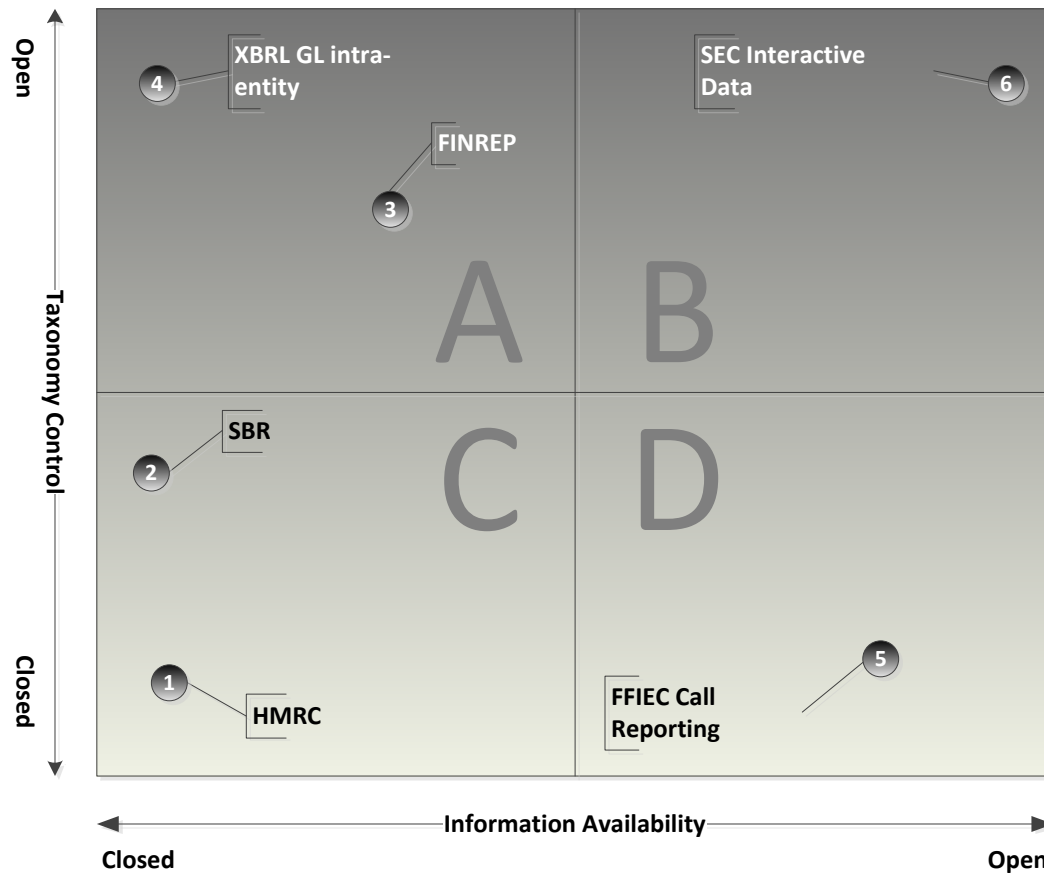 Open
XBRL GL intra-
entity
4
SEC Interactive
Data
6
FINREP
3
A
B
Taxonomy Control
SBR
2
C
D
Closed
1
HMRC
5
FFIEC Call
Reporting
Information Availability
Closed
Open